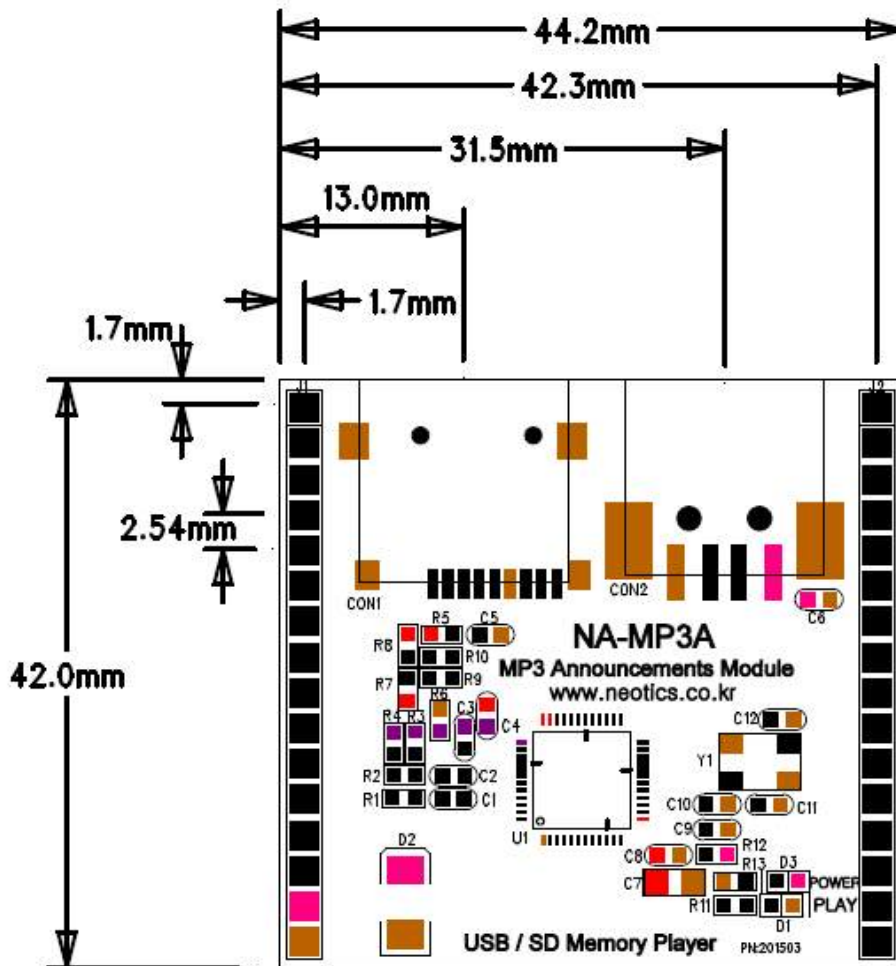 44.2mm
42.3mm
31.5mm
13.0mm
1.7mm
1.7mm
J1
J2
2.54mm
CON1
CON2
C6
R5
C5
NA-MP3A
R8
R10
MP3 Announcements Module
42.0mm
R7
R9
www.neotics.co.kr
R6
C3
R4
R3
C4
C12
R2
C2
Y1
R1
C1
C10
C11
U1
C9
D2
R12
C8
R13
D3
C7
POWER
R11
PLAY
D1
USB / SD Memory Player
PN:201503